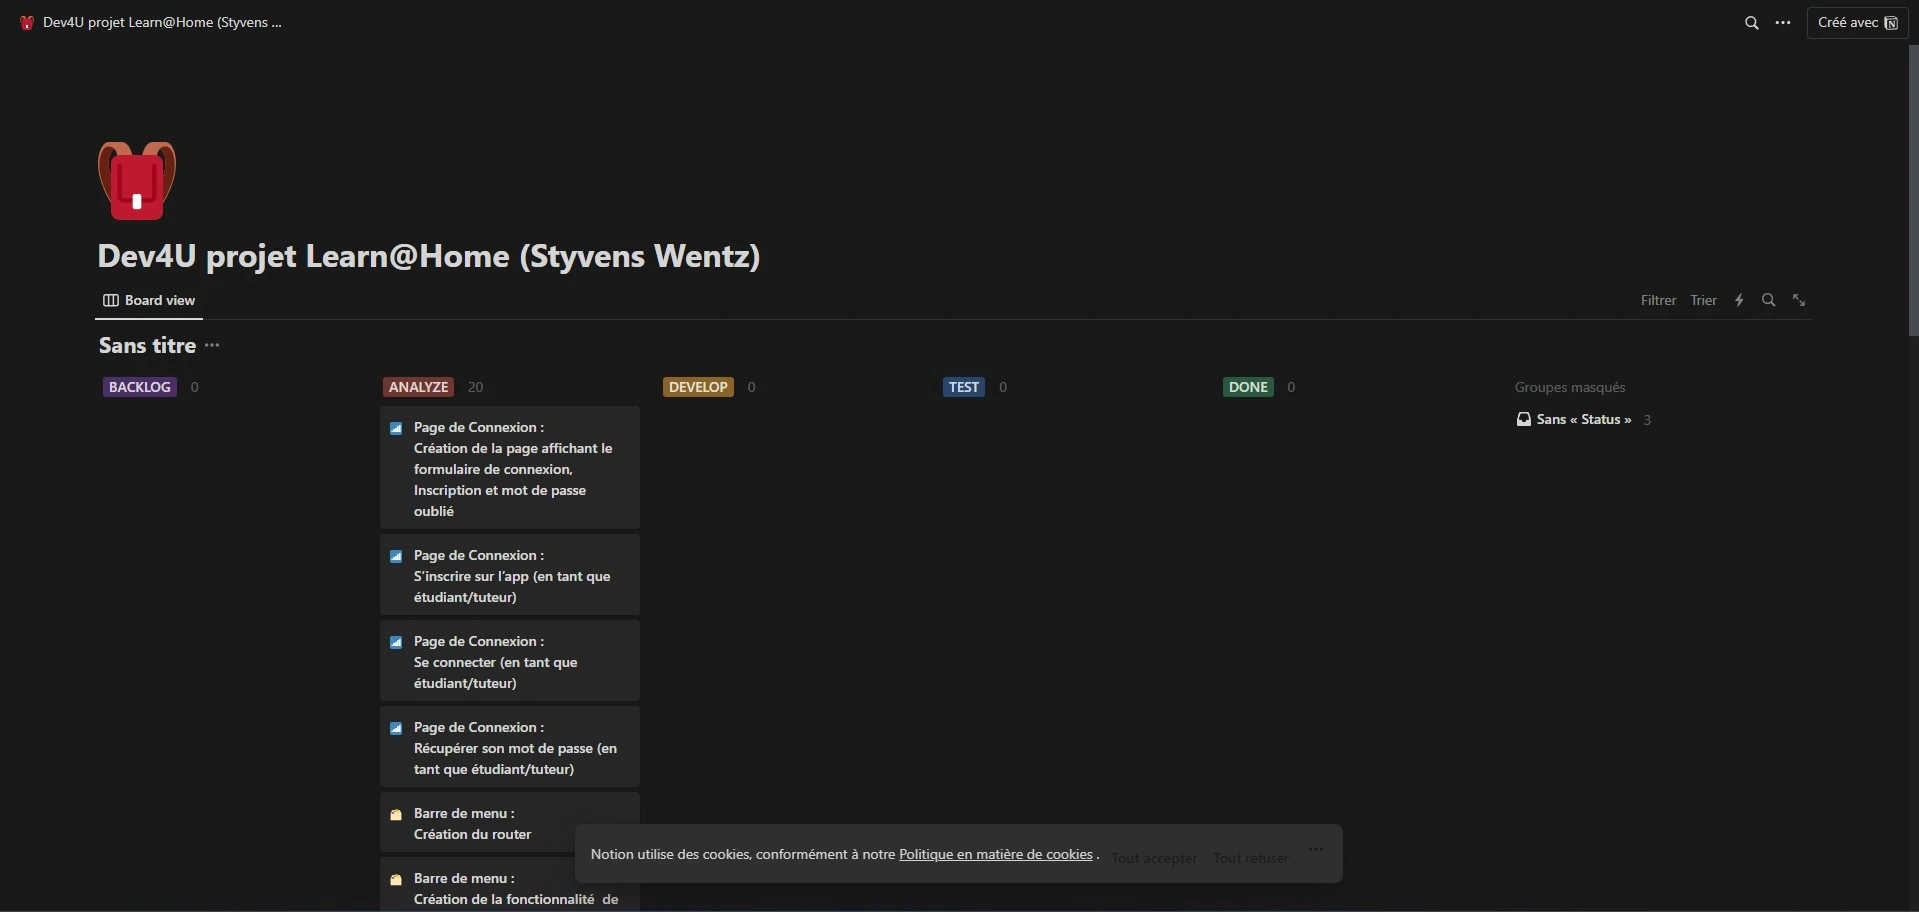 Dev4U projet Learn@Home (Styvens ...
Créé avec
Dev4U projet Learn@Home (Styvens Wentz)
Board view
Filtrer Trier
Sans titre
BACKLOG 0
ANALYZE 20
DEVELOP 0
TEST 0
DONE 0
Groupes masqués
Sans « Status » 3
Page de Connexion :
Création de la page affichant le
formulaire de connexion,
Inscription et mot de passe
oublié
Page de Connexion :
S’inscrire sur l’app (en tant que
étudiant/tuteur)
Page de Connexion :
Se connecter (en tant que
étudiant/tuteur)
Page de Connexion :
Récupérer son mot de passe (en
tant que étudiant/tuteur)
Barre de menu :
Création du router
Barre de menu :
Création de la fonctionnalité de
Notion utilise des cookies, conformément à notre Politique en matière de cookies . Tout accepter Tout refuser